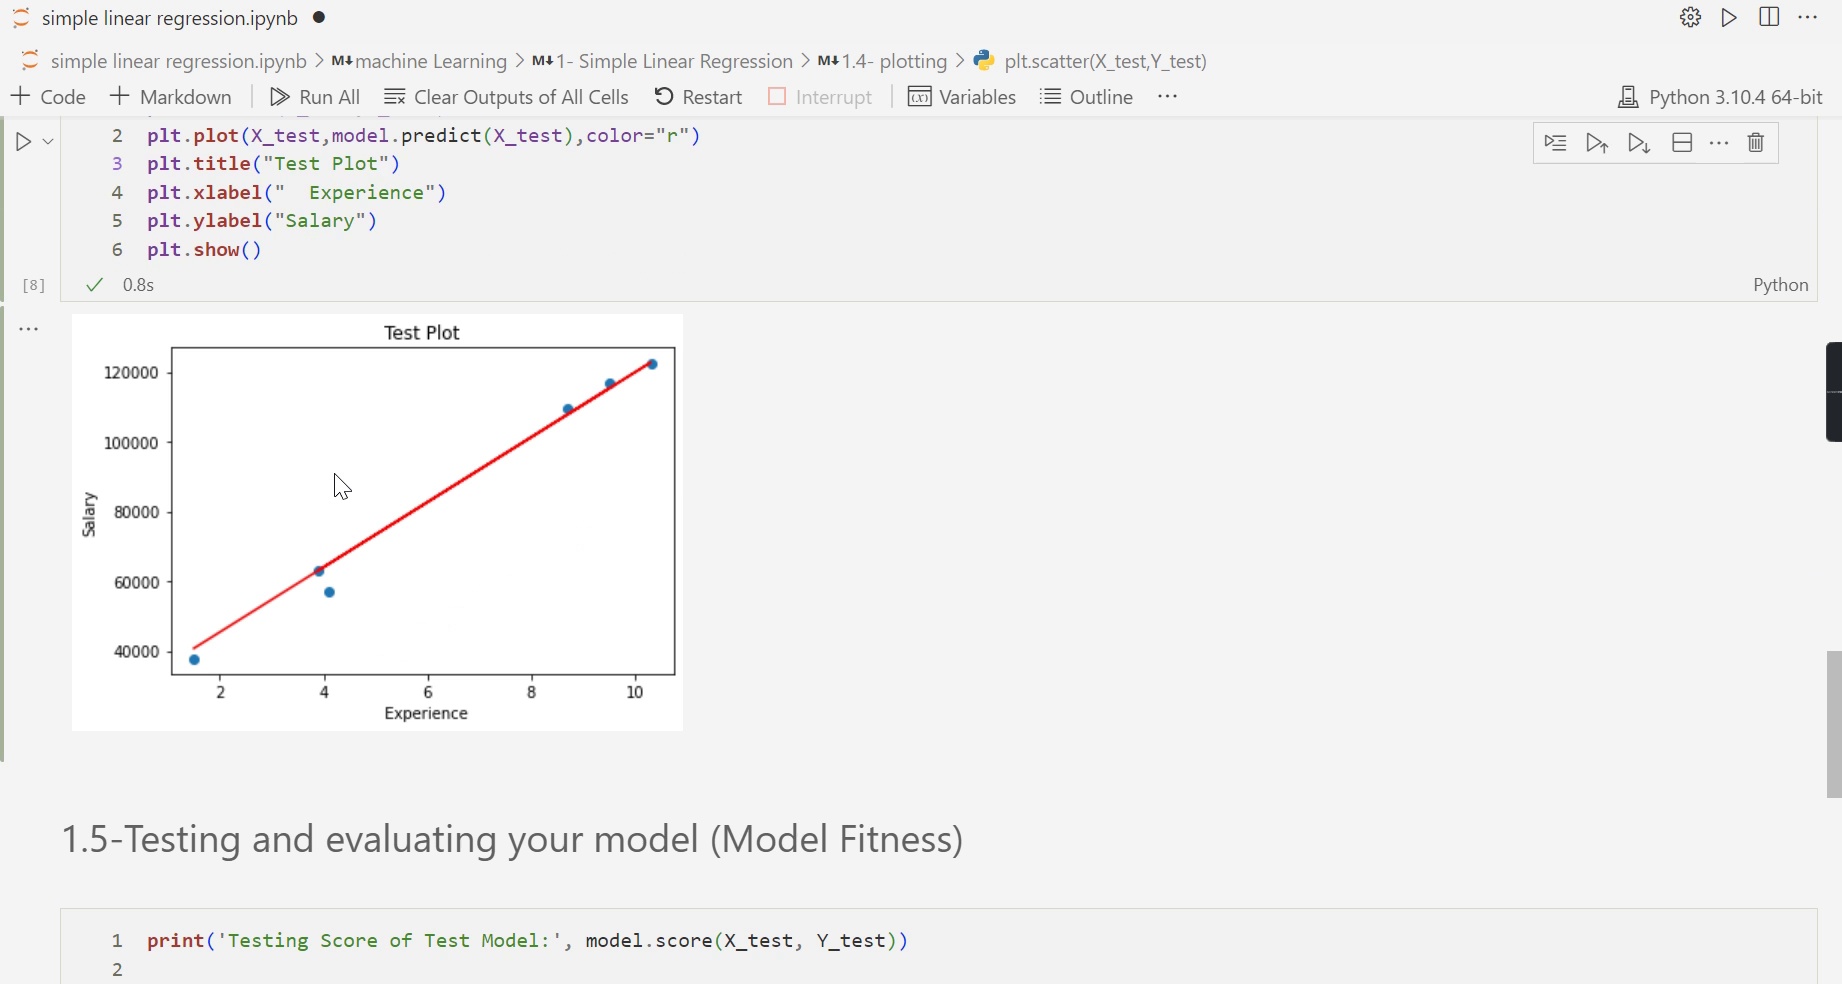 simple linear regression.ipynb
simple linear regression.ipynb > M↓ machine Learning > M↓ 1- Simple Linear Regression > M↓ 1.4- plotting > plt.scatter(X_test,Y_test)
+ Code + Markdown Run All Clear Outputs of All Cells Restart Interrupt (x) Variables Outline ... Python 3.10.4 64-bit
2 plt.plot(X_test,model.predict(X_test),color="r")
3 plt.title("Test Plot")
4 plt.xlabel("  Experience")
5 plt.ylabel("Salary")
6 plt.show()
[8] ✓ 0.8s Python
Test Plot
120000
100000
80000
60000
40000
Salary
2 4 6 8 10
Experience
1.5-Testing and evaluating your model (Model Fitness)
1 print('Testing Score of Test Model:', model.score(X_test, Y_test))
2